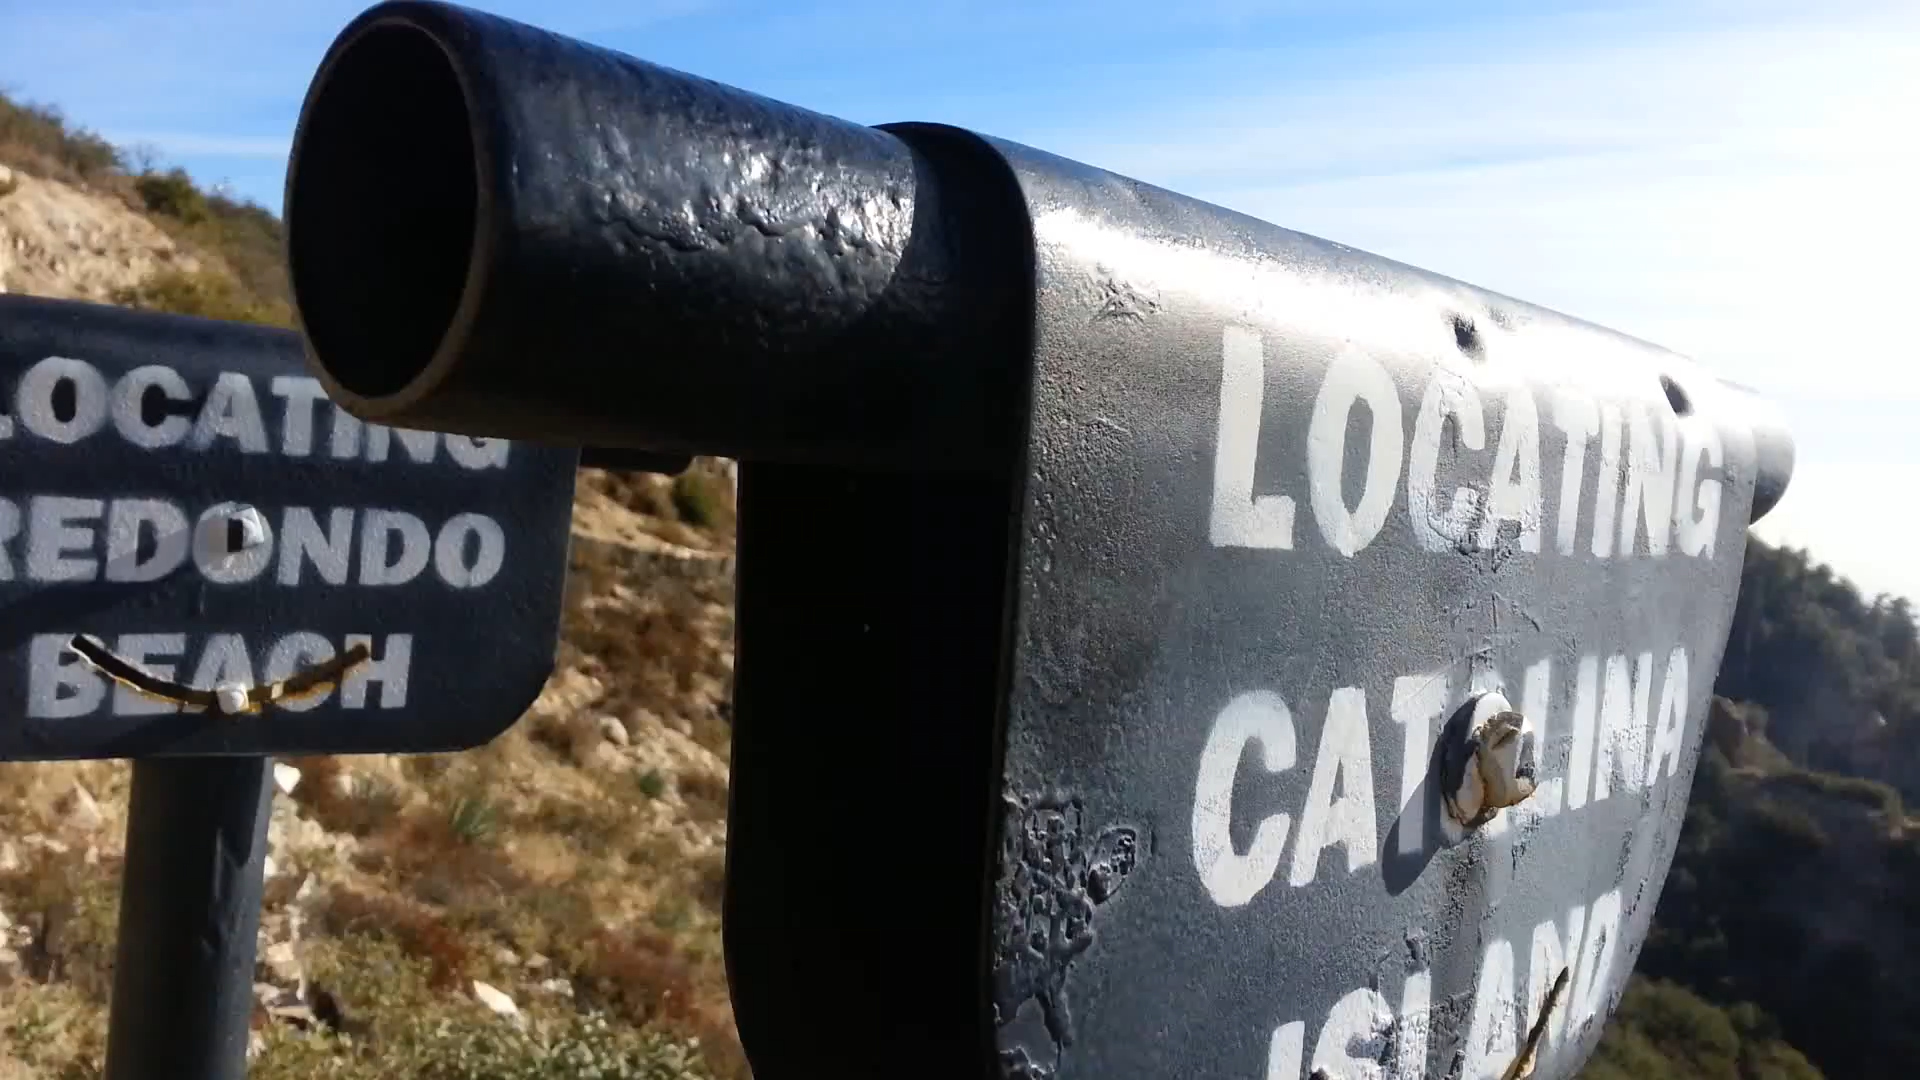 LOCATING
REDONDO
BEACH
LOCATING
CATALINA
ISLAND